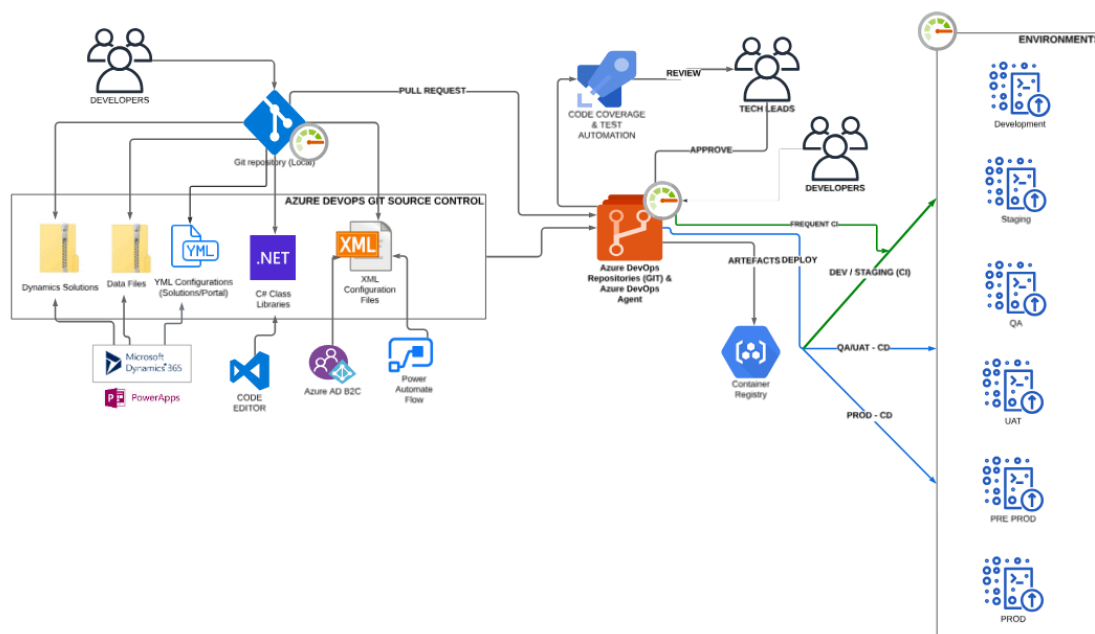 DEVELOPERS
PULL REQUEST
Git repository (Local)
AZURE DEVOPS GIT SOURCE CONTROL
Dynamics Solutions
Data Files
YML
YML Configurations
(Solutions/Portal)
.NET
C# Class
Libraries
XML
XML
Configuration
Files
Microsoft
Dynamics 365
PowerApps
CODE
EDITOR
Azure AD B2C
Power
Automate
Flow
CODE COVERAGE
& TEST
AUTOMATION
REVIEW
TECH LEADS
APPROVE
DEVELOPERS
Azure DevOps
Repositories (GIT) &
Azure DevOps
Agent
FREQUENT CI
ARTEFACTS
DEPLOY
DEV / STAGING (CI)
Container
Registry
QA/UAT - CD
PROD - CD
ENVIRONMENTS
Development
Staging
QA
UAT
PRE PROD
PROD